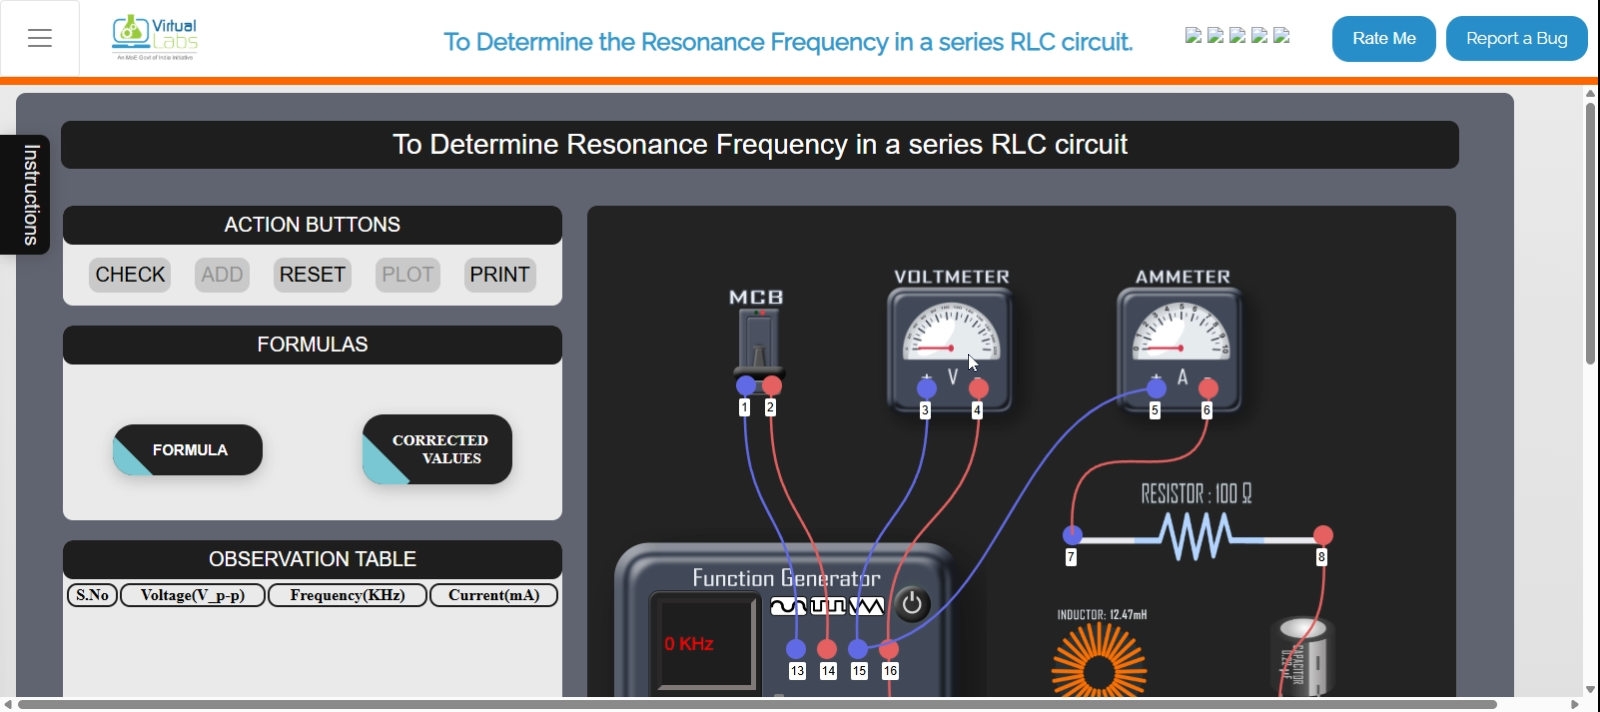 Virtual
Labs
An MoE Govt of India Initiative
To Determine the Resonance Frequency in a series RLC circuit.
Rate Me
Report a Bug
Instructions
To Determine Resonance Frequency in a series RLC circuit
ACTION BUTTONS
CHECK ADD RESET PLOT PRINT
FORMULAS
FORMULA
CORRECTED
VALUES
OBSERVATION TABLE
S.No Voltage(V_p-p) Frequency(KHz) Current(mA)
MCB
1 2
VOLTMETER
+ V -
3 4
AMMETER
+ A -
5 6
RESISTOR : 100 Ω
7 8
Function Generator
0 KHz
13 14 15 16
INDUCTOR: 12.47mH
CAPACITOR